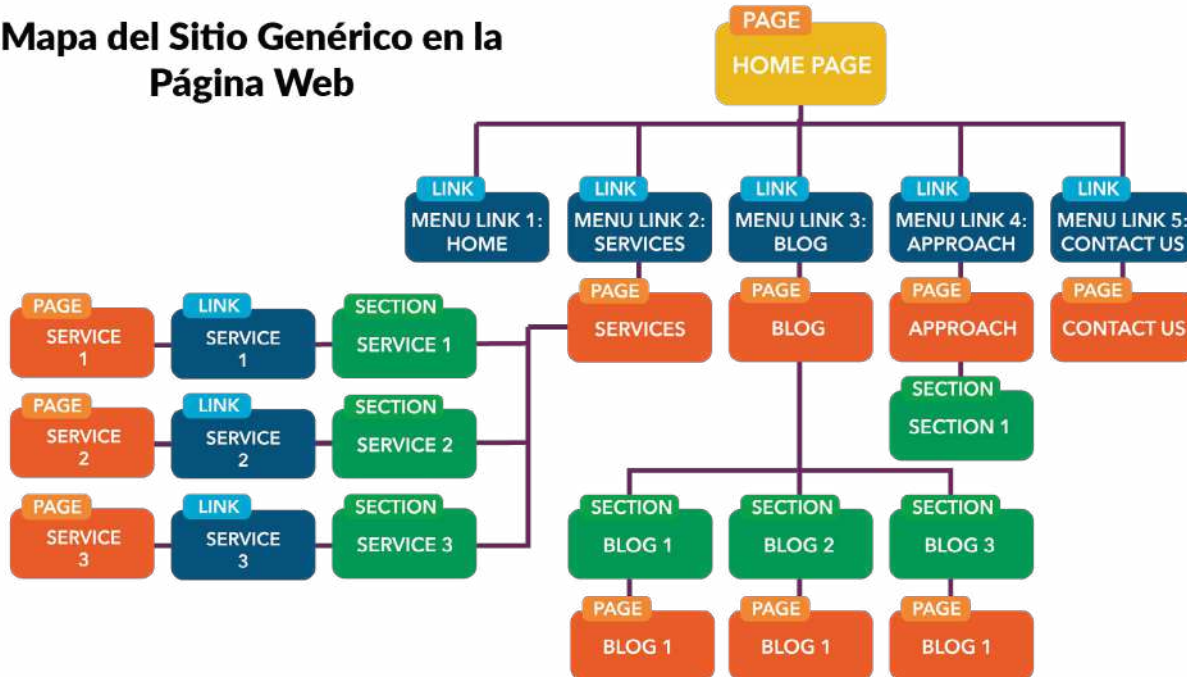 Mapa del Sitio Genérico en la
Página Web
PAGE
HOME PAGE
LINK
MENU LINK 1:
HOME
LINK
MENU LINK 2:
SERVICES
LINK
MENU LINK 3:
BLOG
LINK
MENU LINK 4:
APPROACH
LINK
MENU LINK 5:
CONTACT US
PAGE
SERVICES
PAGE
BLOG
PAGE
APPROACH
PAGE
CONTACT US
PAGE
SERVICE
1
LINK
SERVICE
1
SECTION
SERVICE 1
PAGE
SERVICE
2
LINK
SERVICE
2
SECTION
SERVICE 2
PAGE
SERVICE
3
LINK
SERVICE
3
SECTION
SERVICE 3
SECTION
SECTION 1
SECTION
BLOG 1
SECTION
BLOG 2
SECTION
BLOG 3
PAGE
BLOG 1
PAGE
BLOG 1
PAGE
BLOG 1